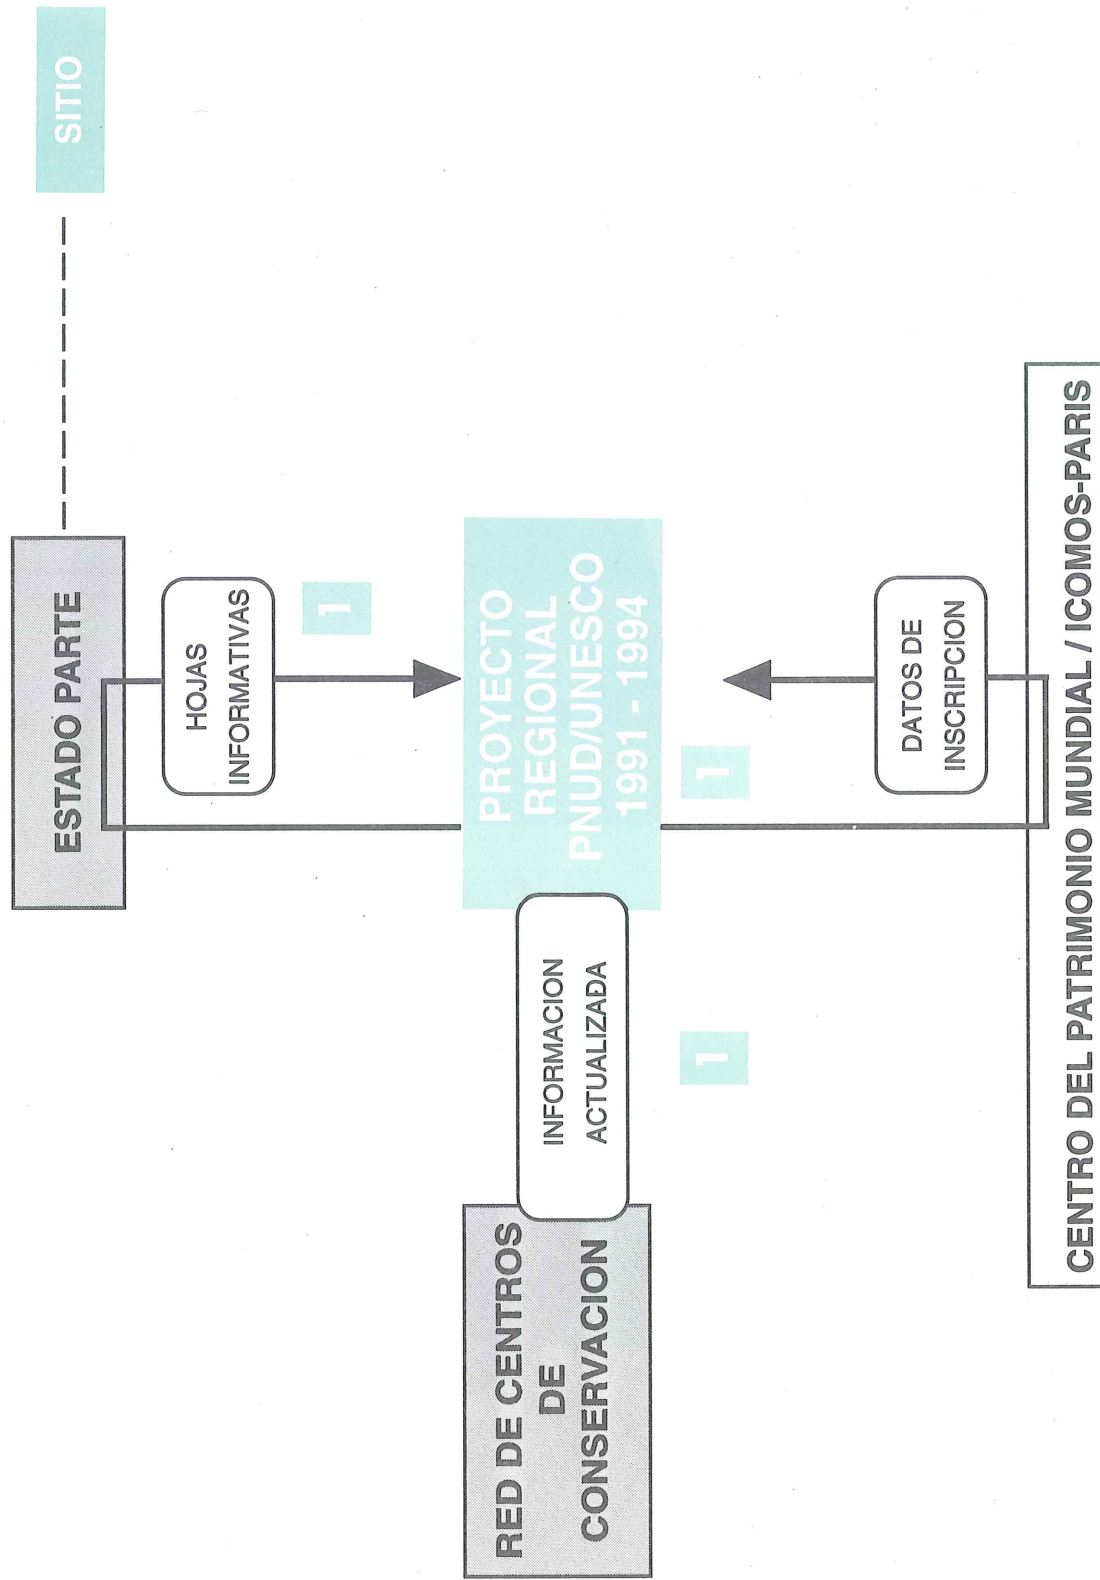 ESTADO PARTE
SITIO
HOJAS
INFORMATIVAS
1
RED DE CENTROS
DE
CONSERVACION
INFORMACION
ACTUALIZADA
PROYECTO
REGIONAL
PNUD/UNESCO
1991 - 1994
1
1
DATOS DE
INSCRIPCION
CENTRO DEL PATRIMONIO MUNDIAL / ICOMOS-PARIS